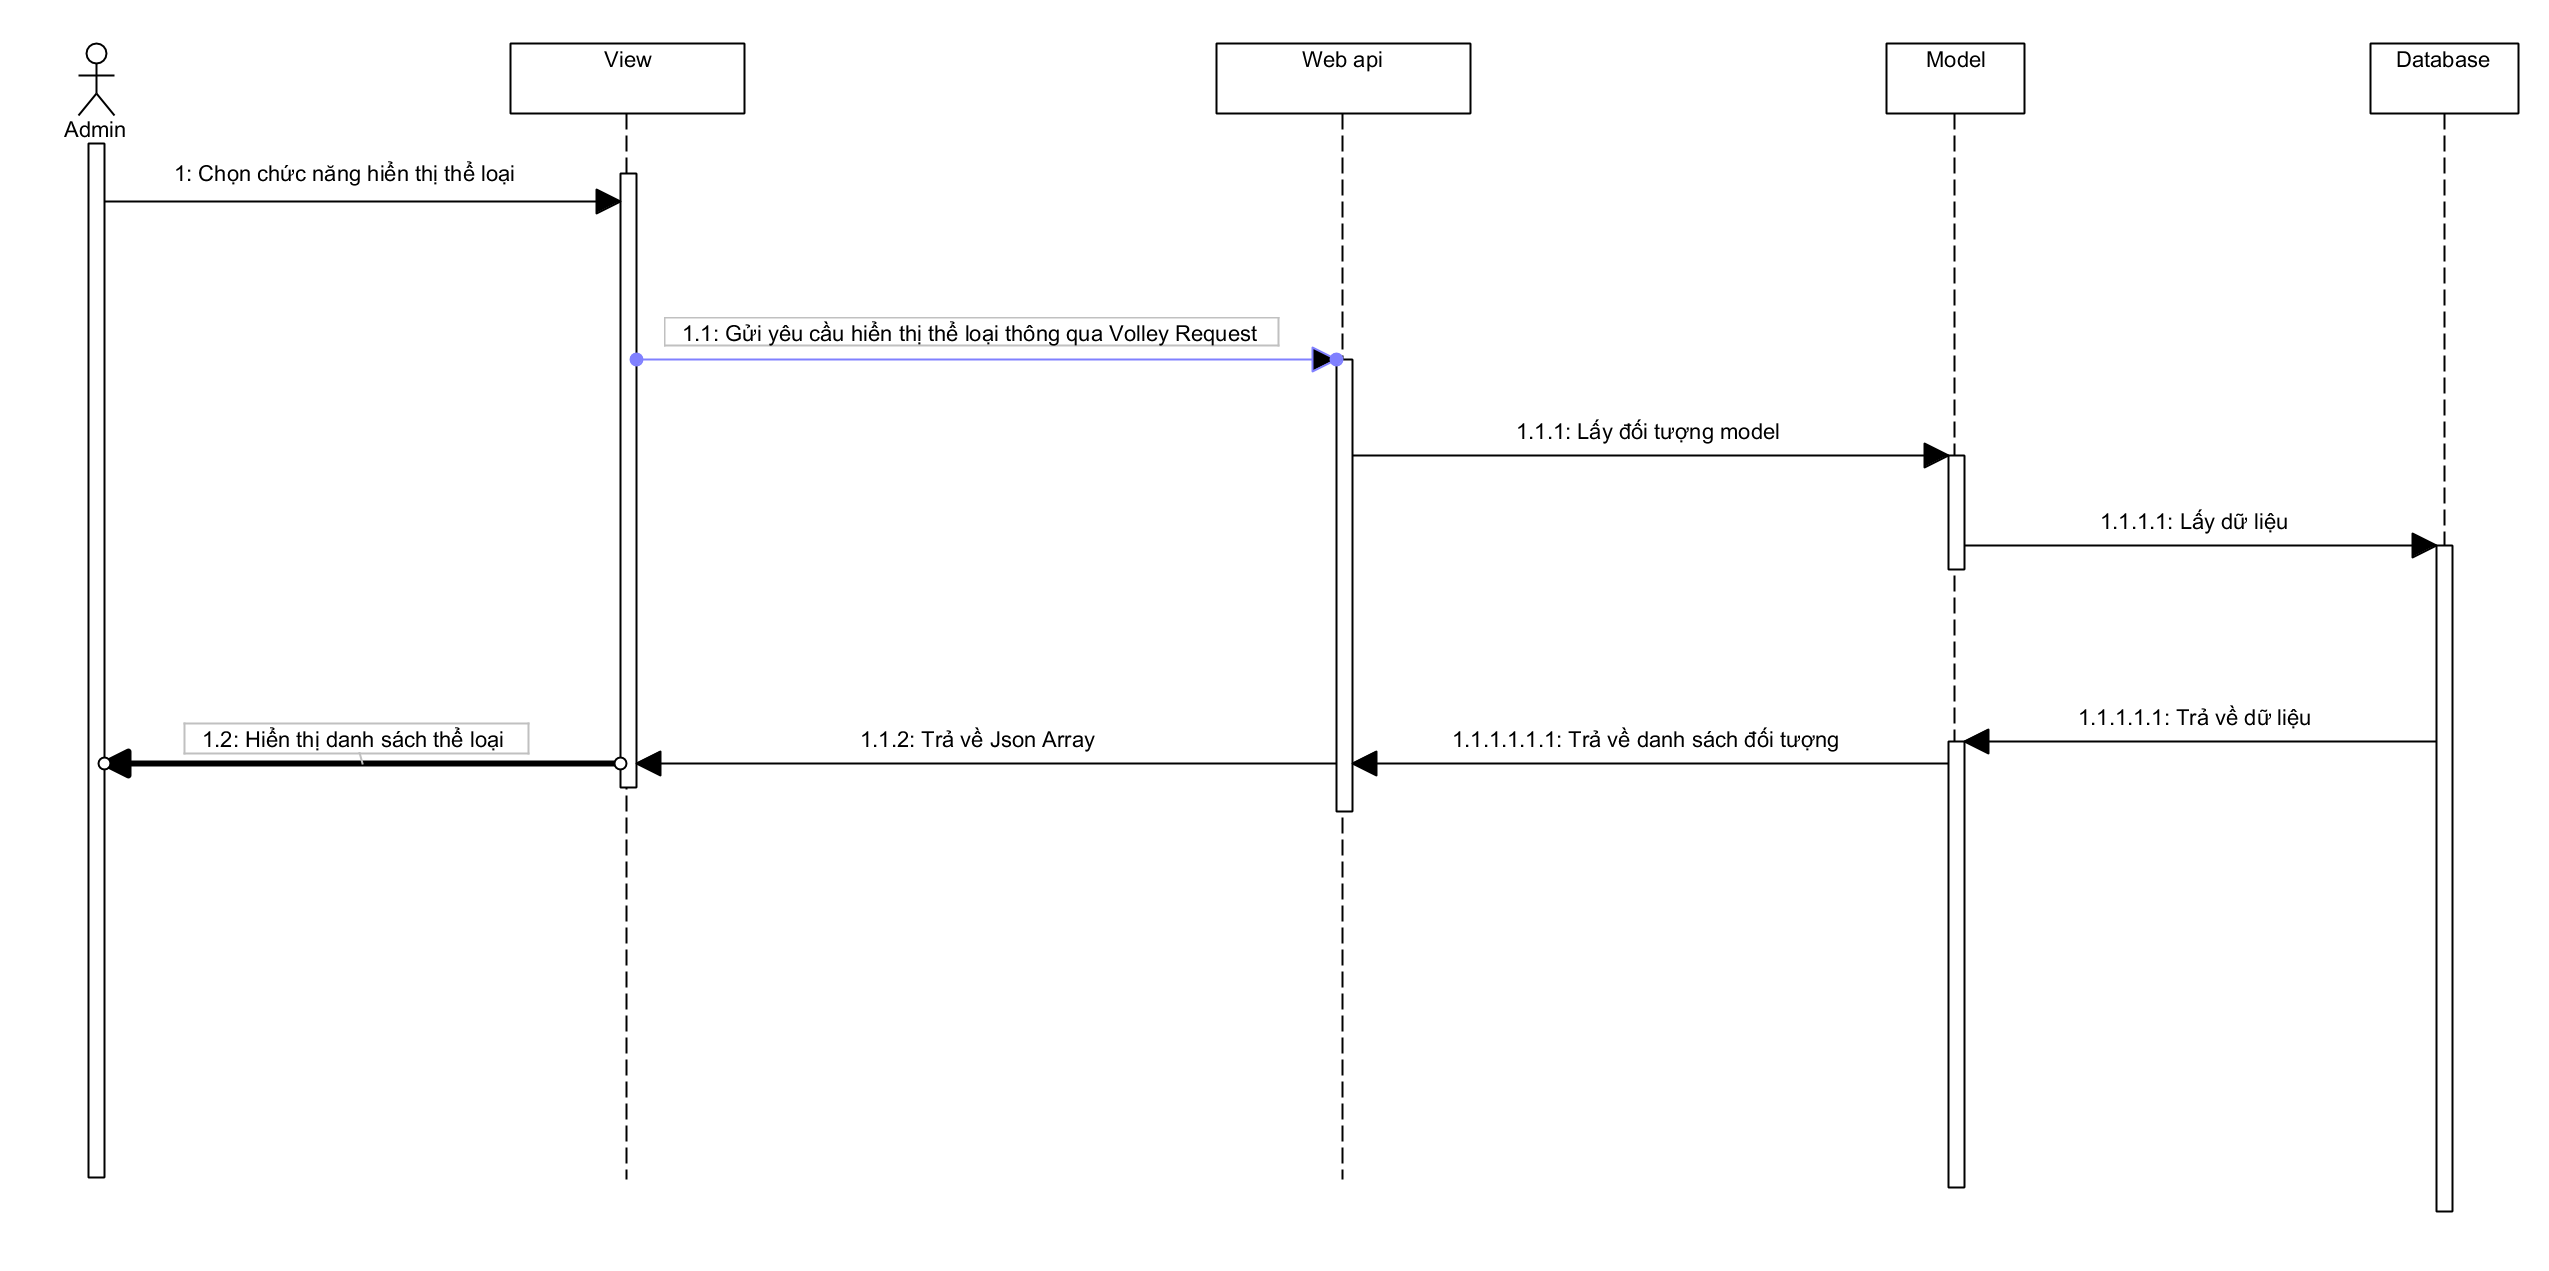 View
Web api
Model
Database
Admin
1: Chọn chức năng hiển thị thể loại
1.1: Gửi yêu cầu hiển thị thể loại thông qua Volley Request
1.1.1: Lấy đối tượng model
1.1.1.1: Lấy dữ liệu
1.1.1.1.1: Trả về dữ liệu
1.2: Hiển thị danh sách thể loại
1.1.2: Trả về Json Array
1.1.1.1.1.1: Trả về danh sách đối tượng